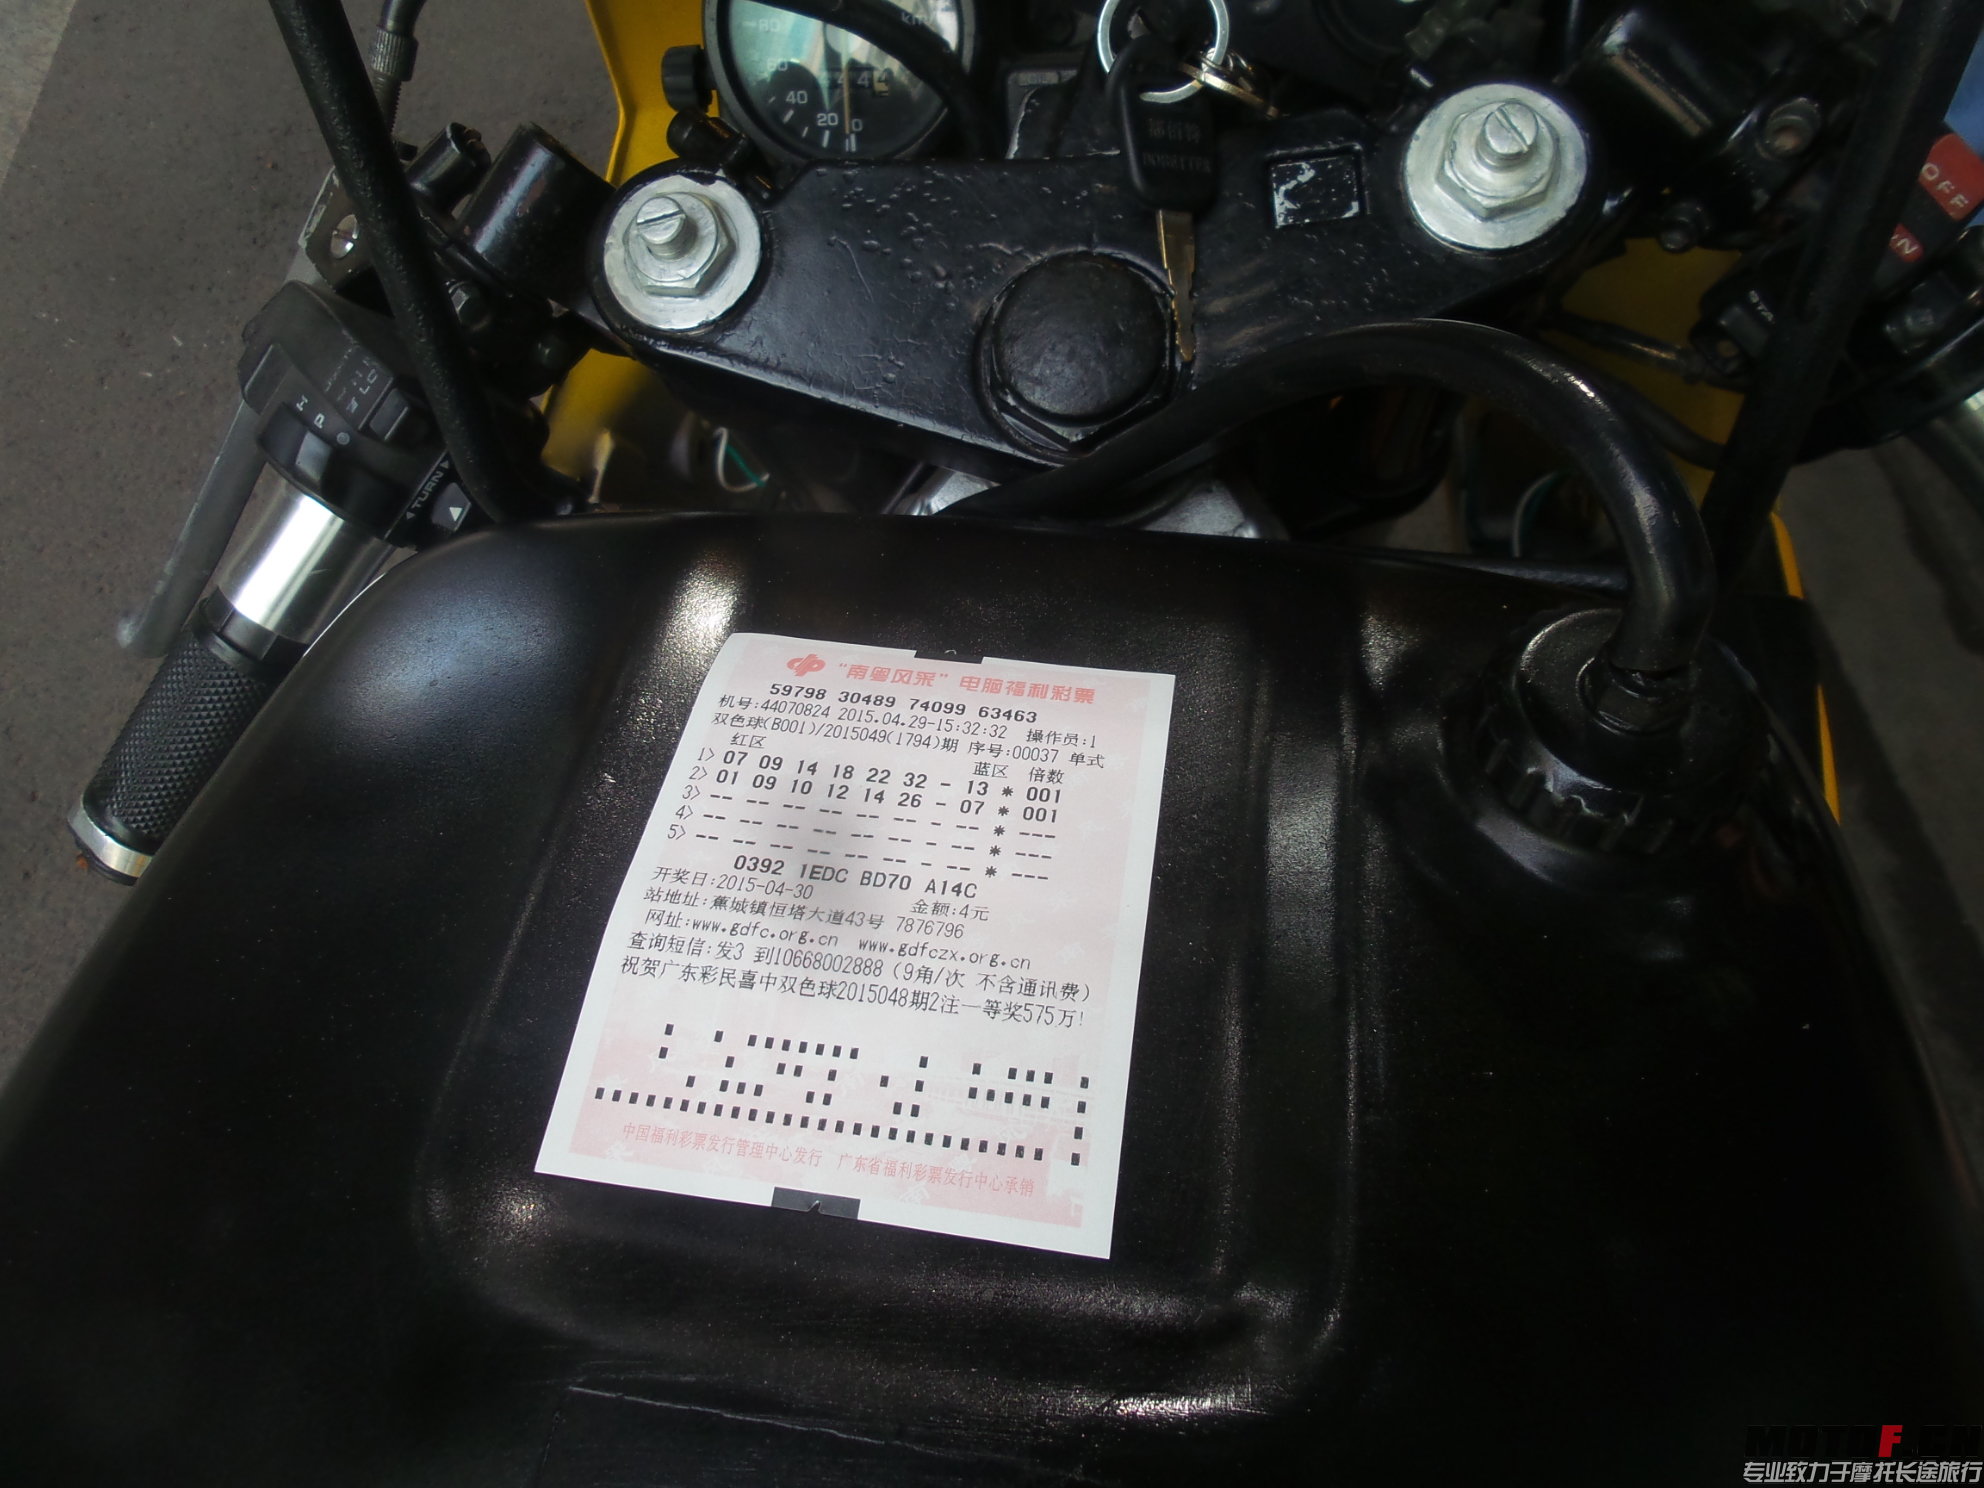 80
60
40
20
0
km/
OFF
TURN
"南粤风采"电脑福利彩票
59798 30489 74099 63463
机号:44070824 2015.04.29-15:32:32 操作员:1
双色球(B001)/2015049(1794)期 序号:00037 单式
红区 蓝区 倍数
1> 07 09 14 18 22 32 - 13 * 001
2> 01 09 10 12 14 26 - 07 * 001
3> -- -- -- -- -- -- - -- * ---
4> -- -- -- -- -- -- - -- * ---
5> -- -- -- -- -- -- - -- * ---
0392 1EDC BD70 A14C
开奖日:2015-04-30 金额:4元
站地址:蕉城镇恒塔大道43号 7876796
网址:www.gdfc.org.cn www.gdfczx.org.cn
查询短信:发3 到10668002888 (9角/次 不含通讯费)
祝贺广东彩民喜中双色球2015048期2注一等奖575万!
中国福利彩票发行管理中心发行 广东省福利彩票发行中心承销
MOTOF.CN
专业致力于摩托长途旅行